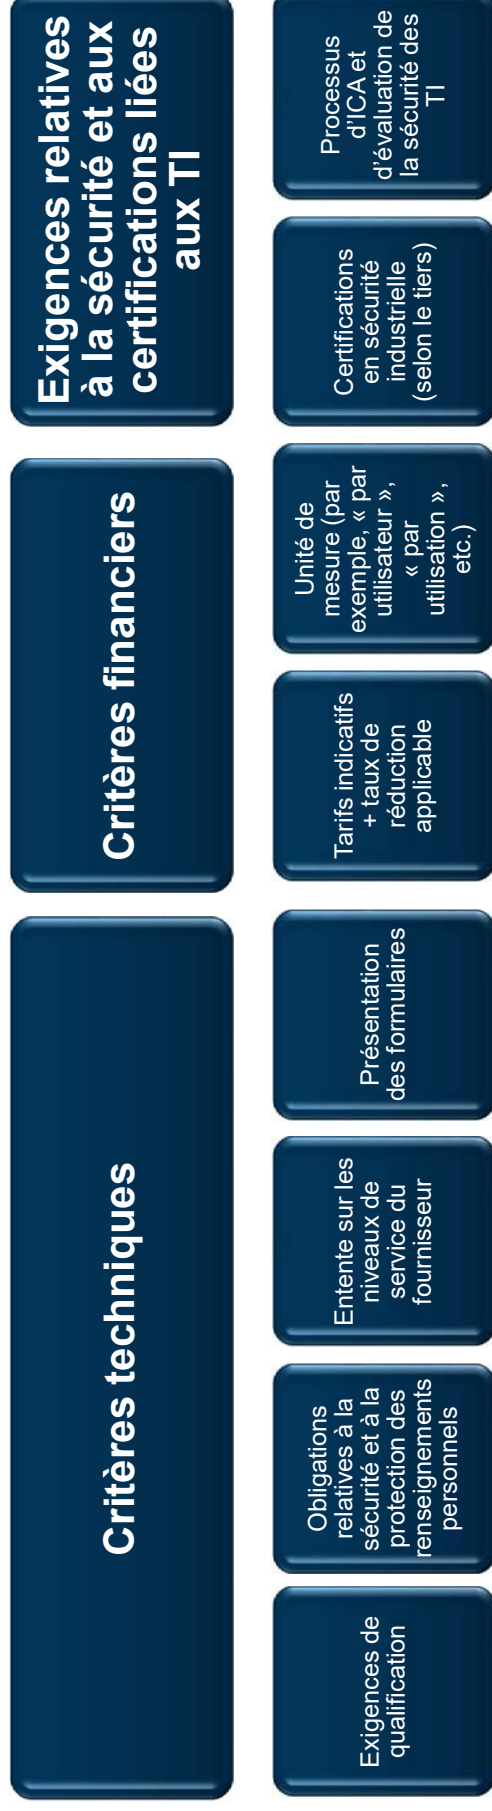 Critères techniques
Critères financiers
Exigences relatives
à la sécurité et aux
certifications liées
aux TI
Exigences de
qualification
Obligations
relatives à la
sécurité et à la
protection des
renseignements
personnels
Entente sur les
niveaux de
service du
fournisseur
Présentation
des formulaires
Tarifs indicatifs
+ taux de
réduction
applicable
Unité de
mesure (par
exemple, « par
utilisateur »,
« par
utilisation »,
etc.)
Certifications
en sécurité
industrielle
(selon le tiers)
Processus
d'ICA et
d'évaluation de
la sécurité des
TI